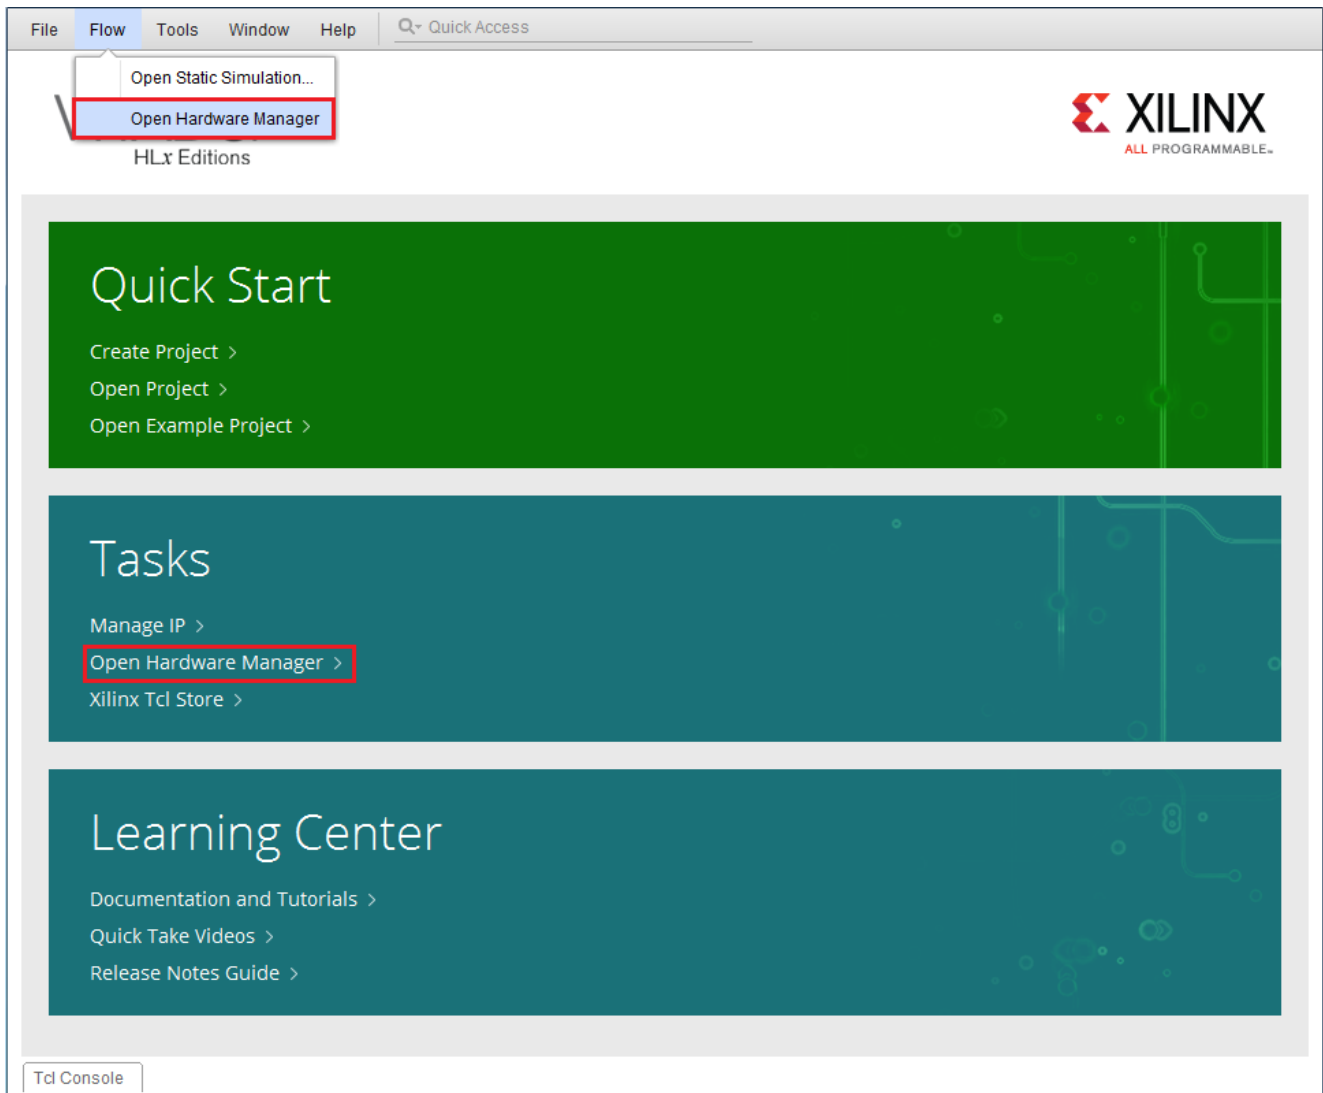 File Flow Tools Window Help Quick Access
Open Static Simulation...
Open Hardware Manager
HLx Editions
XILINX
ALL PROGRAMMABLE™
Quick Start
Create Project >
Open Project >
Open Example Project >
Tasks
Manage IP >
Open Hardware Manager >
Xilinx Tcl Store >
Learning Center
Documentation and Tutorials >
Quick Take Videos >
Release Notes Guide >
Tcl Console